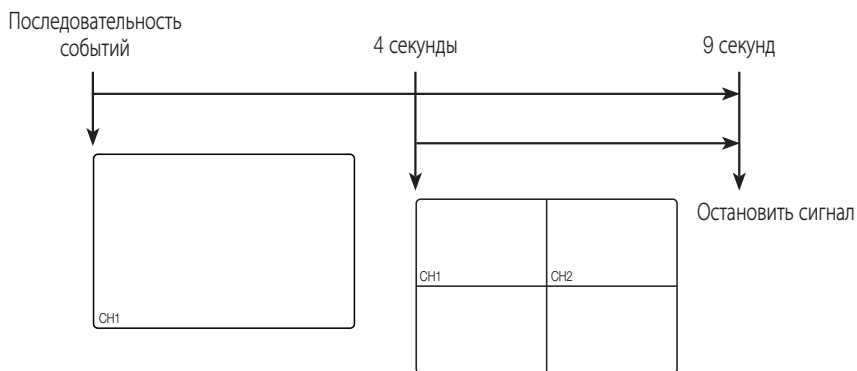 Последовательность
событий
4 секунды
9 секунд
Остановить сигнал
CH1
CH1
CH2